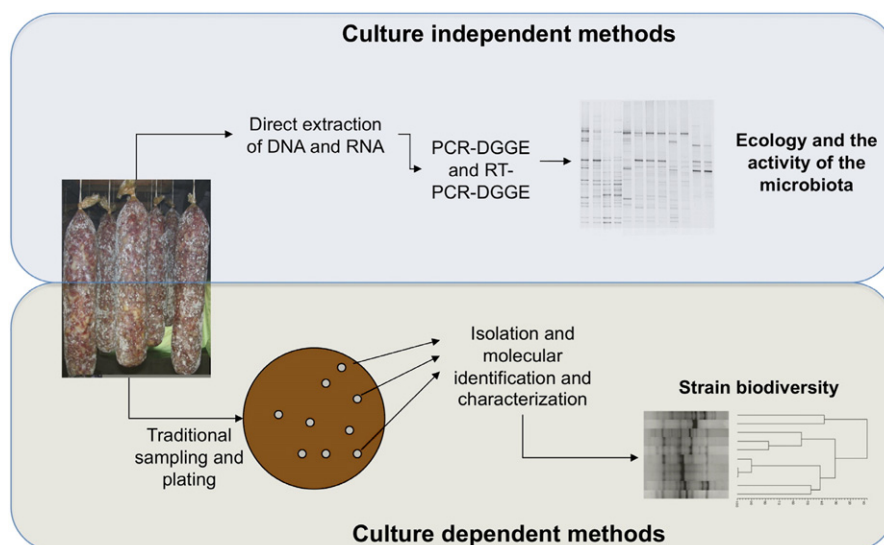 Culture independent methods
Direct extraction
of DNA and RNA
PCR-DGGE
and RT-
PCR-DGGE
Ecology and the
activity of the
microbiota
Isolation and
molecular
identification and
characterization
Strain biodiversity
Traditional
sampling and
plating
Culture dependent methods